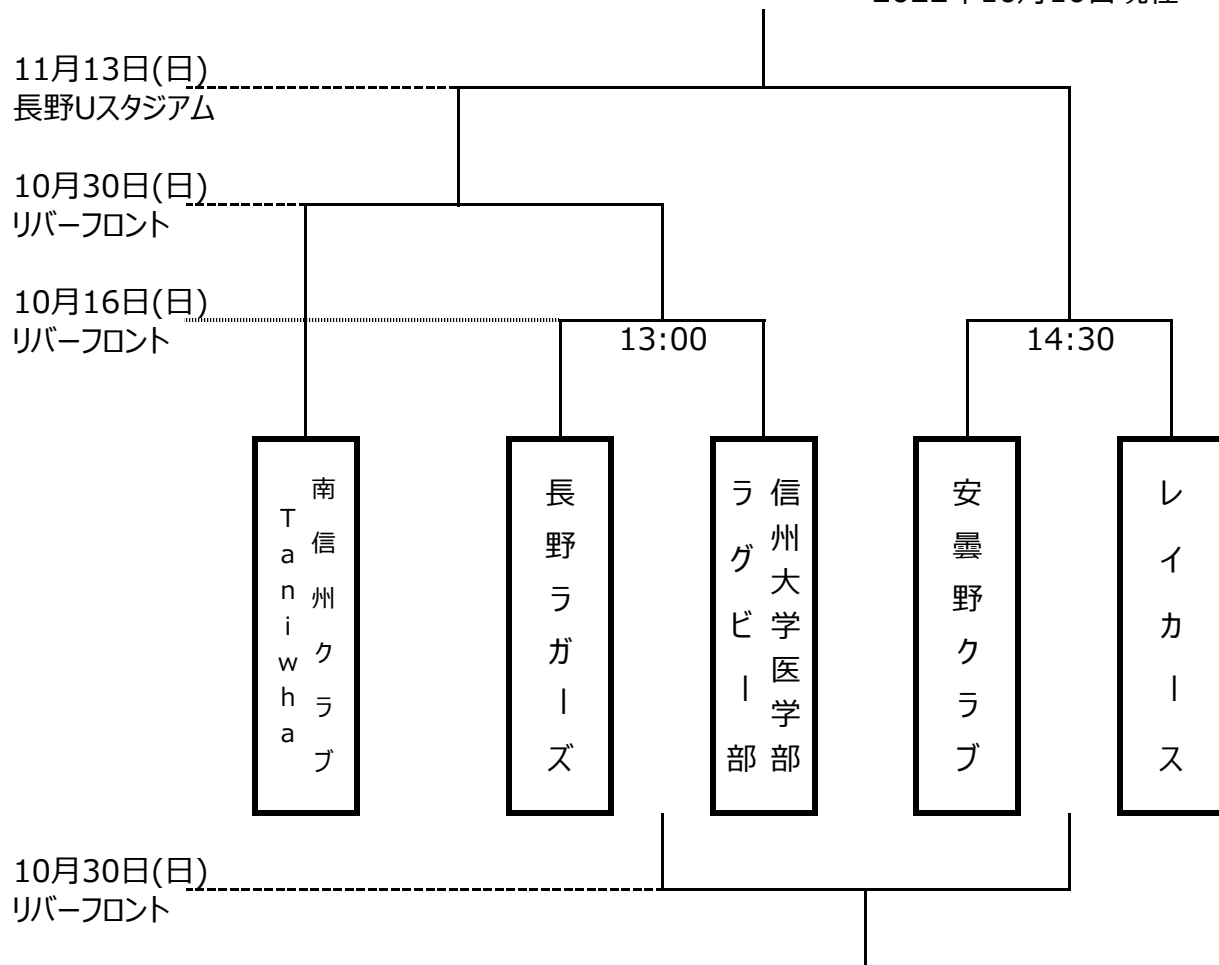 11月13日(日)
長野Uスタジアム
10月30日(日)
リバーフロント
10月16日(日)
リバーフロント
13:00
14:30
南信州クラブ
Taniwha
長野ラガーズ
信州大学医学部
ラグビー部
安曇野クラブ
レイカース
10月30日(日)
リバーフロント